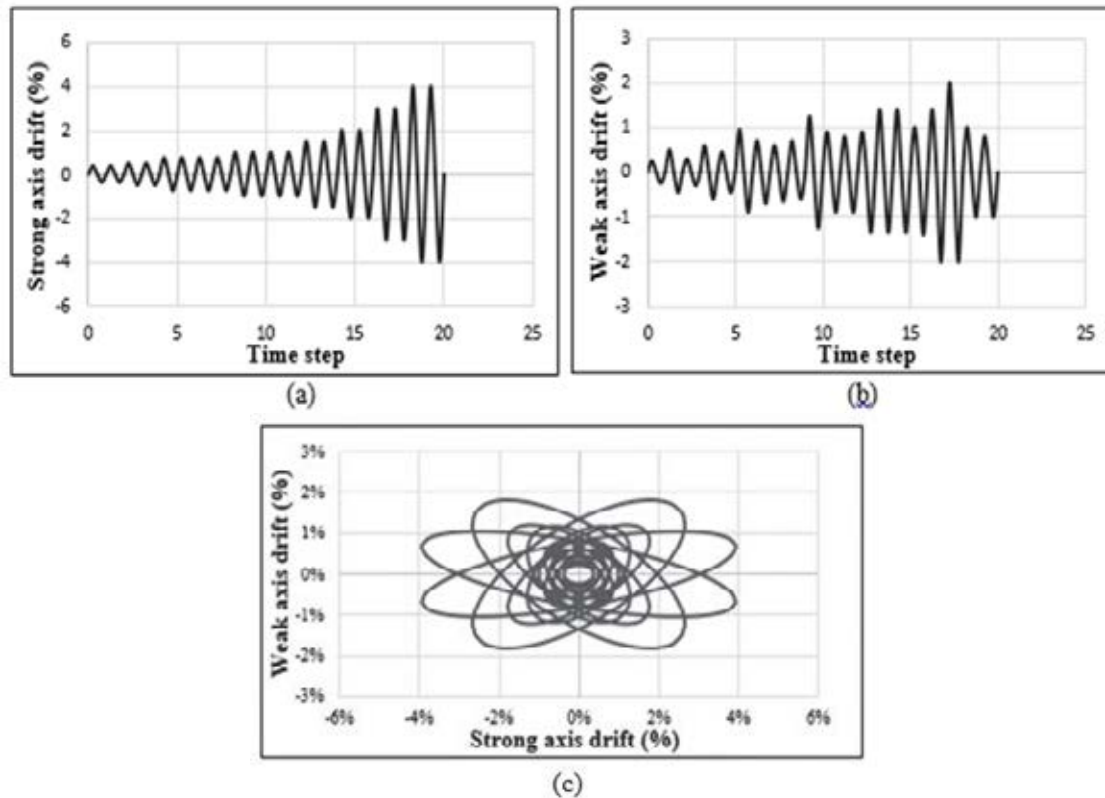 Strong axis drift (%)
6
4
2
0
-2
-4
-6
0 5 10 15 20 25
Time step
(a)
Weak axis drift (%)
3
2
1
0
-1
-2
-3
0 5 10 15 20 25
Time step
(b)
Weak axis drift (%)
3%
2%
1%
0%
-1%
-2%
-3%
-6% -4% -2% 0% 2% 4% 6%
Strong axis drift (%)
(c)